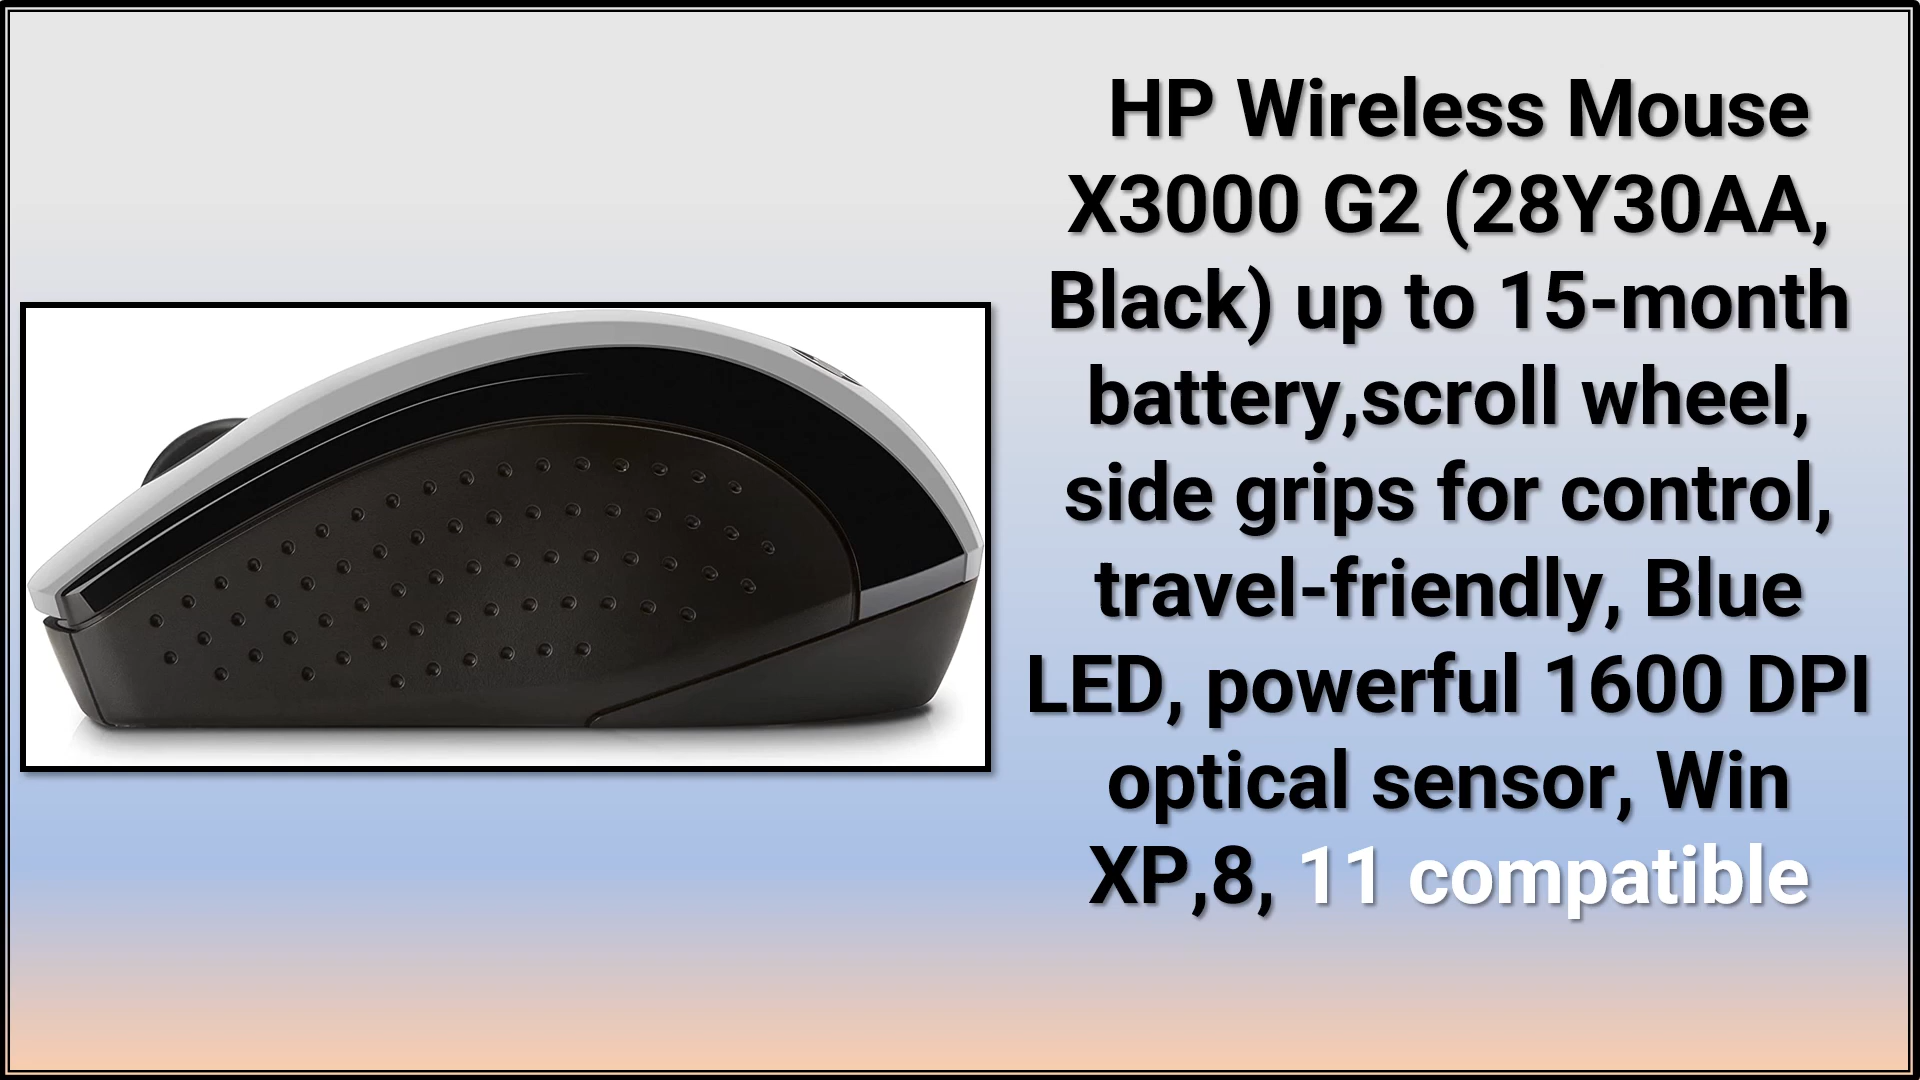 HP Wireless Mouse
X3000 G2 (28Y30AA,
Black) up to 15-month
battery,scroll wheel,
side grips for control,
travel-friendly, Blue
LED, powerful 1600 DPI
optical sensor, Win
XP,8, 11 compatible